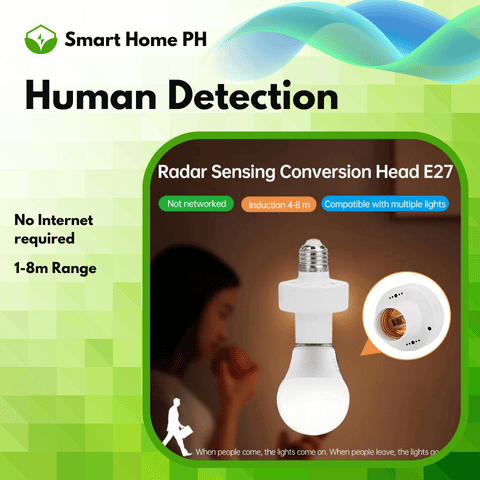 Smart Home PH
Human Detection
Radar Sensing Conversion Head E27
Not networked
Induction 4-8 m
Compatible with multiple lights
No Internet
required
1-8m Range
When people come, the lights come on. When people leave, the lights go